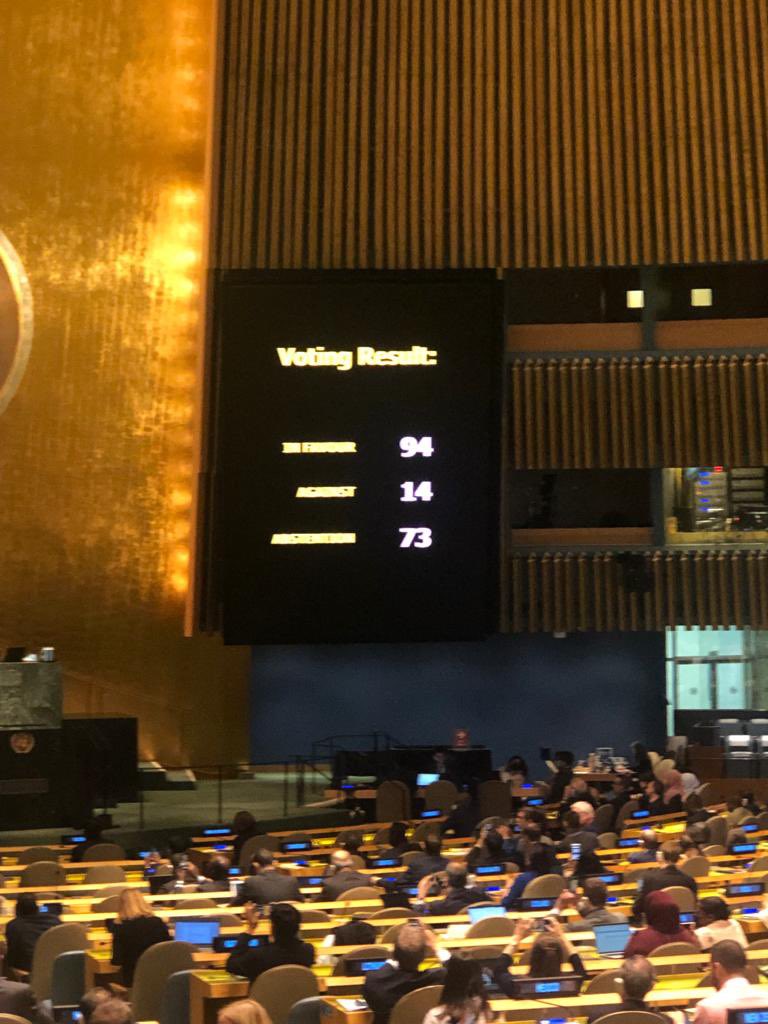 Voting Result:
IN FAVOUR 94
AGAINST 14
ABSTENTION 73